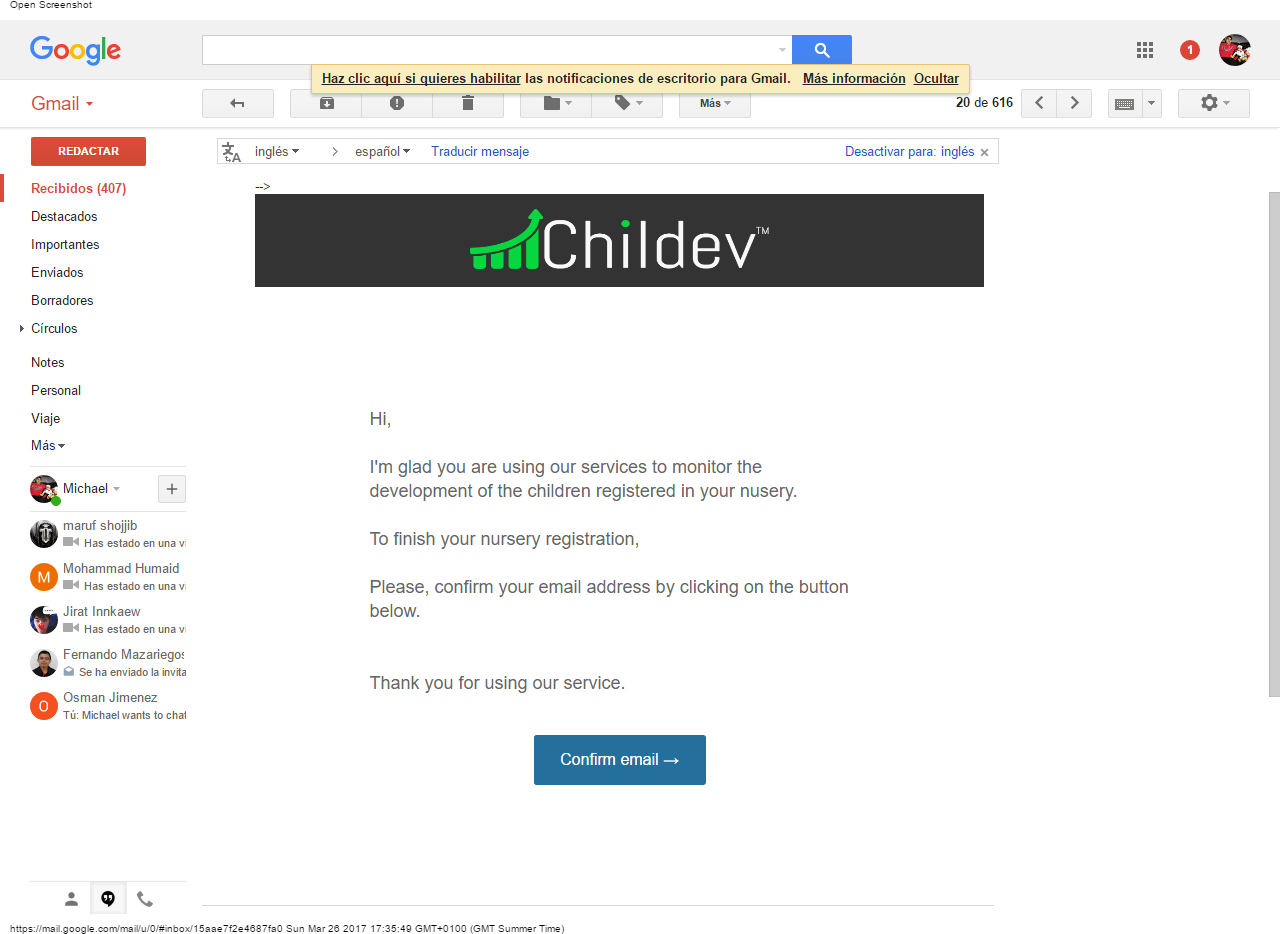 Open Screenshot
Google
1
Haz clic aquí si quieres habilitar las notificaciones de escritorio para Gmail. Más información Ocultar
Gmail
Más
20 de 616
REDACTAR
inglés > español Traducir mensaje Desactivar para: inglés ×
Recibidos (407)
Destacados
Importantes
Enviados
Borradores
Círculos
Notes
Personal
Viaje
Más
Michael
+
maruf shojjib
Has estado en una vi
Mohammad Humaid
M
Has estado en una vi
Jirat Innkaew
Has estado en una vi
Fernando Mazariegos
Se ha enviado la invita
Osman Jimenez
O
Tú: Michael wants to chat
-->
Childev™
Hi,
I'm glad you are using our services to monitor the
development of the children registered in your nusery.
To finish your nursery registration,
Please, confirm your email address by clicking on the button
below.
Thank you for using our service.
Confirm email →
https://mail.google.com/mail/u/0/#inbox/15aae7f2e4687fa0 Sun Mar 26 2017 17:35:49 GMT+0100 (GMT Summer Time)